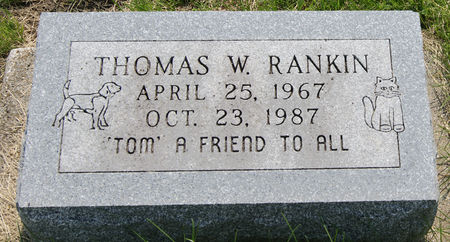 THOMAS W. RANKIN
APRIL 25, 1967
OCT. 23, 1987
'TOM' A FRIEND TO ALL